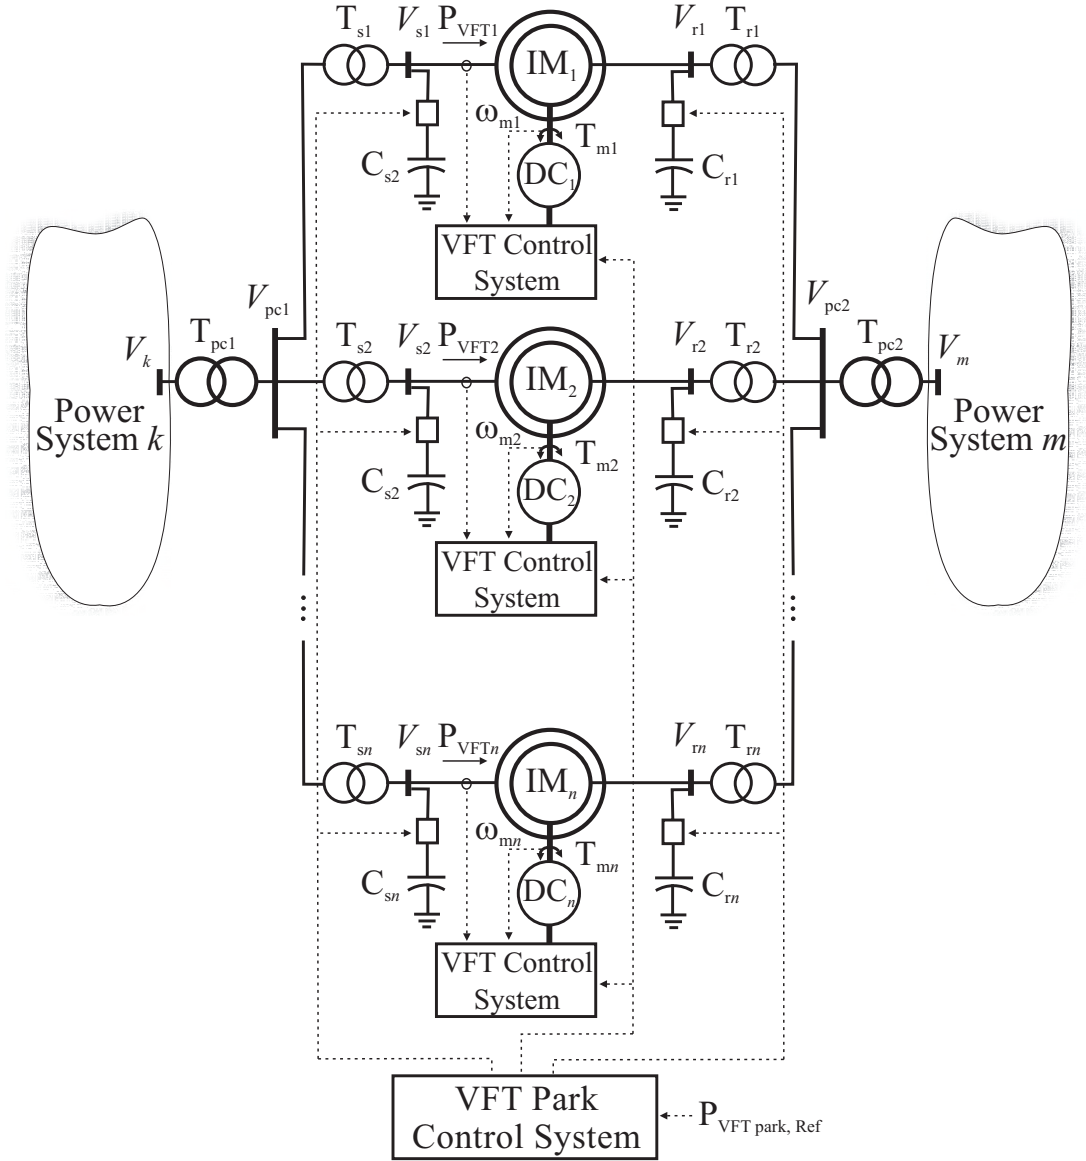 T_s1 V_s1 P_VFT1 IM_1 V_r1 T_r1
ω_m1 T_m1
C_s2 DC_1 C_r1
VFT Control
System
V_pc1 V_pc2
T_pc1 T_s2 V_s2 P_VFT2 IM_2 V_r2 T_r2 T_pc2
V_k V_m
Power
System k
Power
System m
ω_m2 T_m2
C_s2 DC_2 C_r2
VFT Control
System
⋮ ⋮
T_sn V_sn P_VFTn IM_n V_rn T_rn
ω_mn T_mn
C_sn DC_n C_rn
VFT Control
System
VFT Park
Control System
P_VFT park, Ref